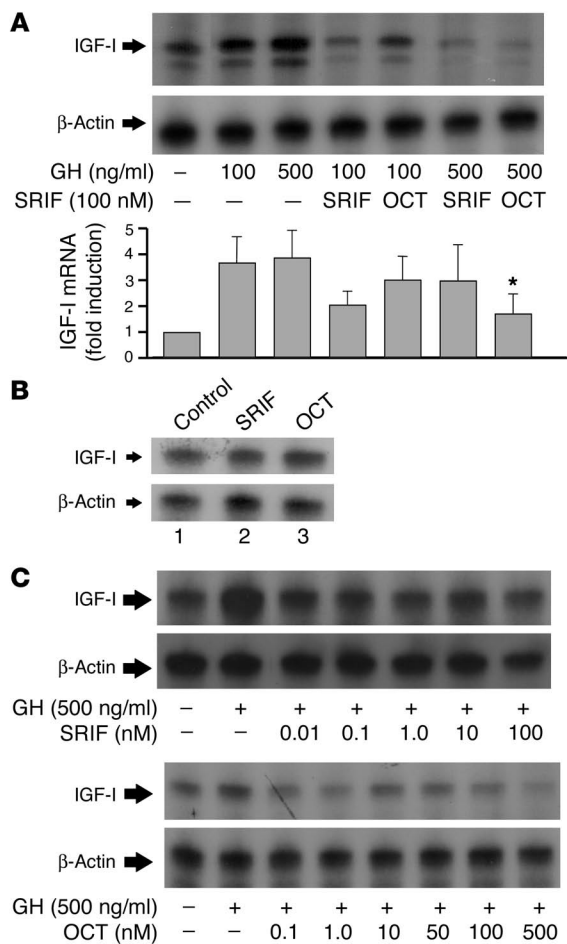 A
IGF-I
β-Actin
GH (ng/ml) – 100 500 100 100 500 500
SRIF (100 nM) – – – SRIF OCT SRIF OCT
IGF-I mRNA
(fold induction)
5
4
3
2
1
0
*
B
Control SRIF OCT
IGF-I
β-Actin
1 2 3
C
IGF-I
β-Actin
GH (500 ng/ml) – + + + + + +
SRIF (nM) – – 0.01 0.1 1.0 10 100
IGF-I
β-Actin
GH (500 ng/ml) – + + + + + + +
OCT (nM) – – 0.1 1.0 10 50 100 500